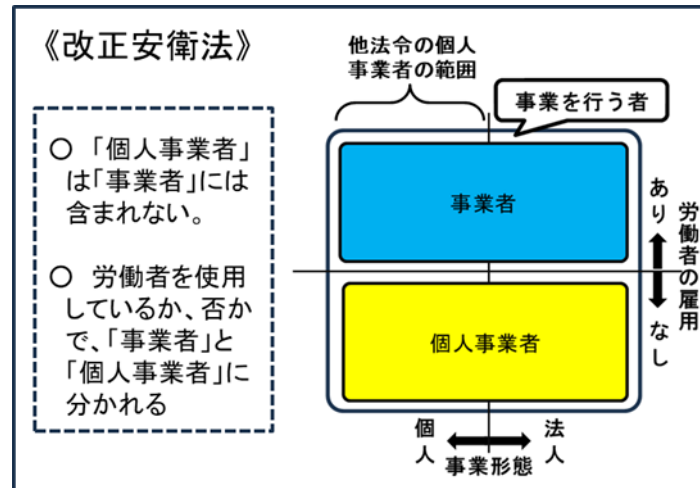 《改正安衛法》
○ 「個人事業者」
は「事業者」には
含まれない。
○ 労働者を使用
しているか、否か
で、「事業者」と
「個人事業者」に
分かれる
他法令の個人
事業者の範囲
事業を行う者
事業者
個人事業者
あり
なし
労働者の雇用
個人
法人
事業形態